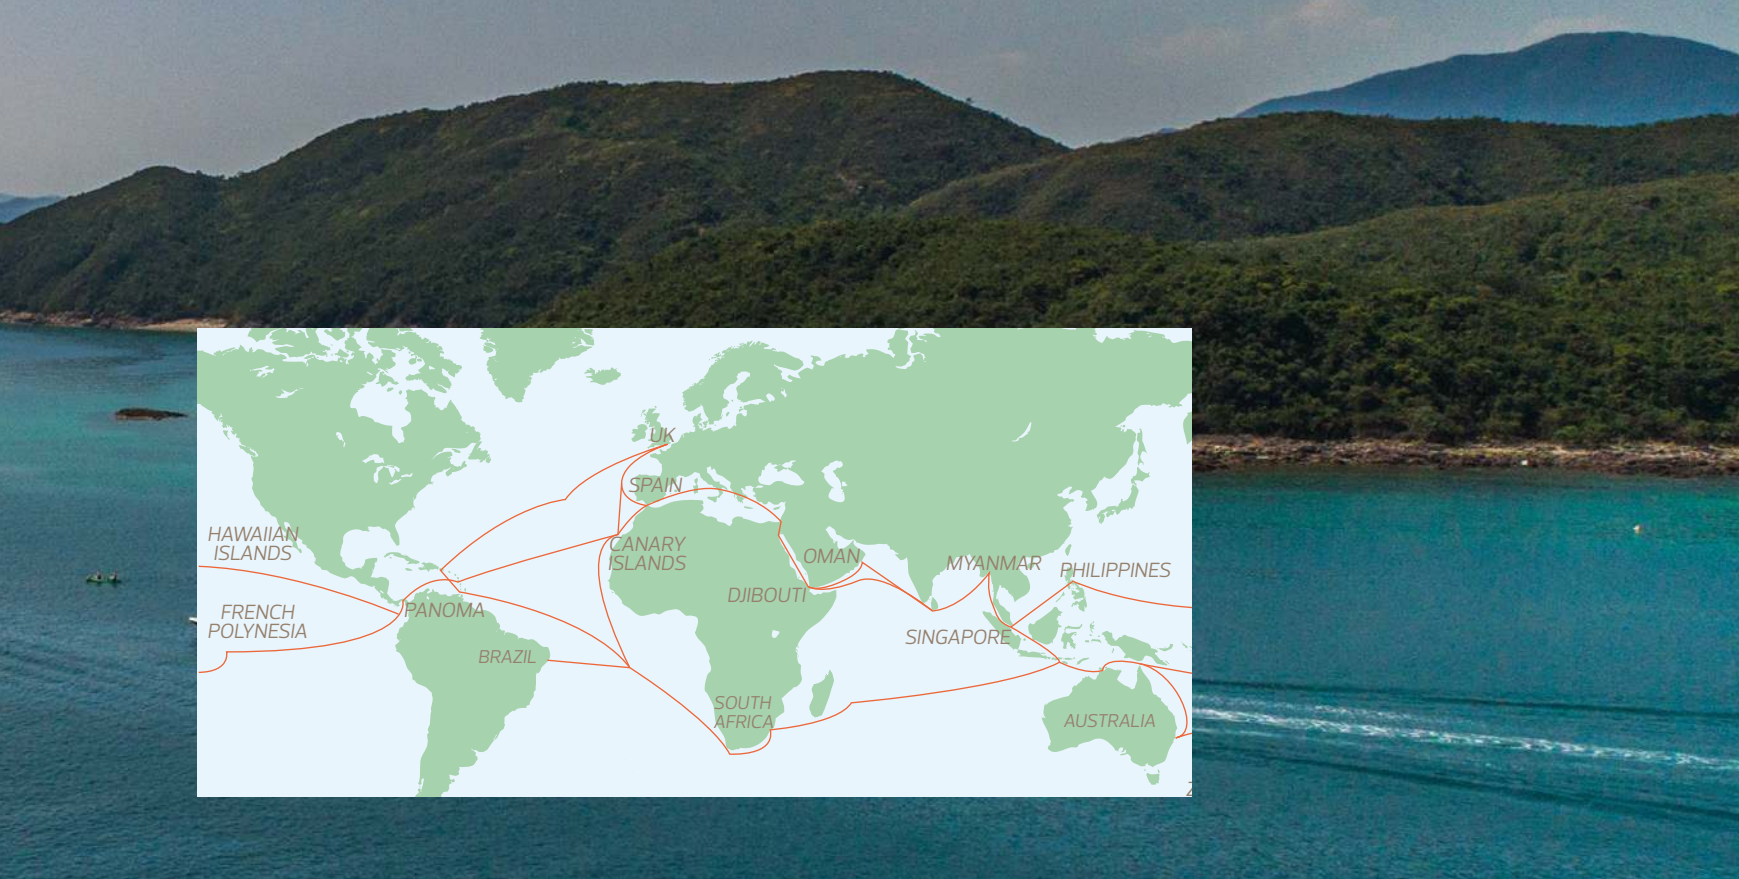 UK
SPAIN
HAWAIIAN
ISLANDS
CANARY
ISLANDS
OMAN
MYANMAR
PHILIPPINES
DJIBOUTI
FRENCH
POLYNESIA
PANOMA
SINGAPORE
BRAZIL
SOUTH
AFRICA
AUSTRALIA